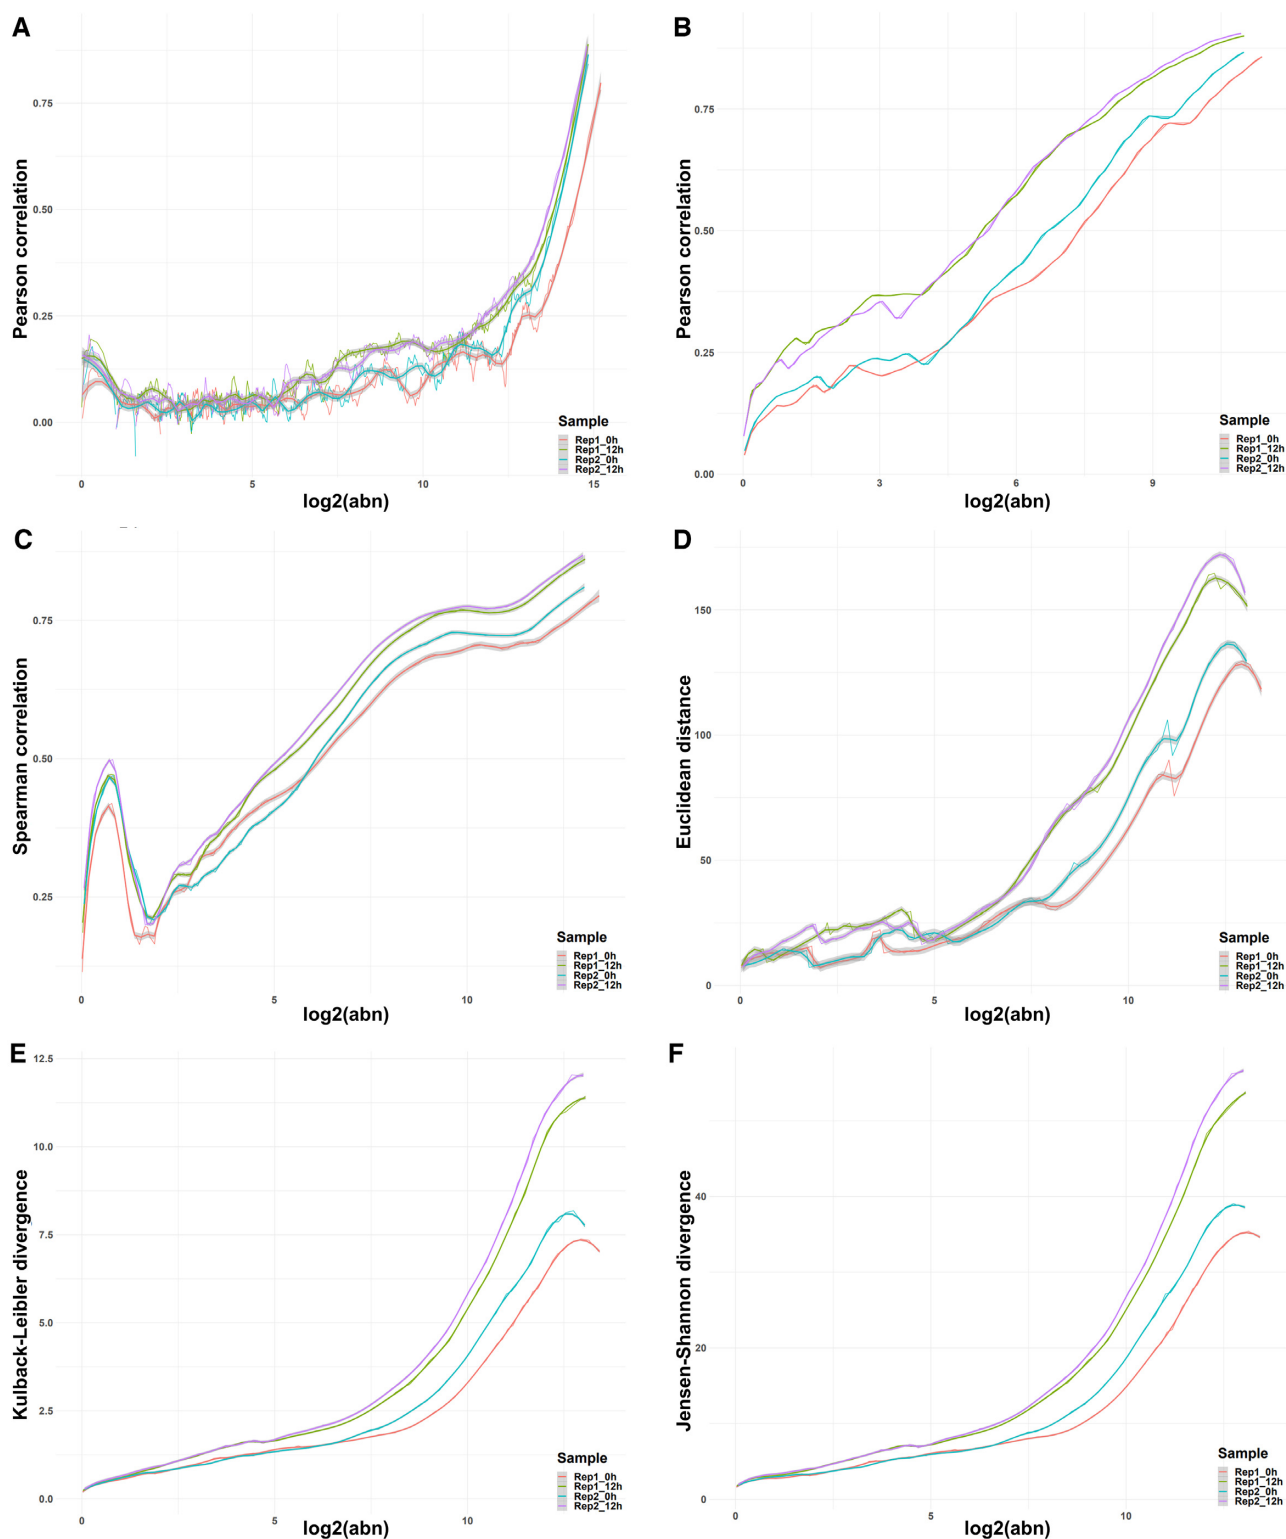 A
Pearson correlation
0.75
0.50
0.25
0.00
0
5
10
15
log2(abn)
Sample
Rep1_0h
Rep1_12h
Rep2_0h
Rep2_12h
B
Pearson correlation
0.75
0.50
0.25
0.00
0
3
6
9
log2(abn)
Sample
Rep1_0h
Rep1_12h
Rep2_0h
Rep2_12h
C
Spearman correlation
0.75
0.50
0.25
0
5
10
log2(abn)
Sample
Rep1_0h
Rep1_12h
Rep2_0h
Rep2_12h
D
Euclidean distance
150
100
50
0
0
5
10
log2(abn)
Sample
Rep1_0h
Rep1_12h
Rep2_0h
Rep2_12h
E
Kulback-Leibler divergence
12.5
10.0
7.5
5.0
2.5
0.0
0
5
10
log2(abn)
Sample
Rep1_0h
Rep1_12h
Rep2_0h
Rep2_12h
F
Jensen-Shannon divergence
40
20
0
0
5
10
log2(abn)
Sample
Rep1_0h
Rep1_12h
Rep2_0h
Rep2_12h